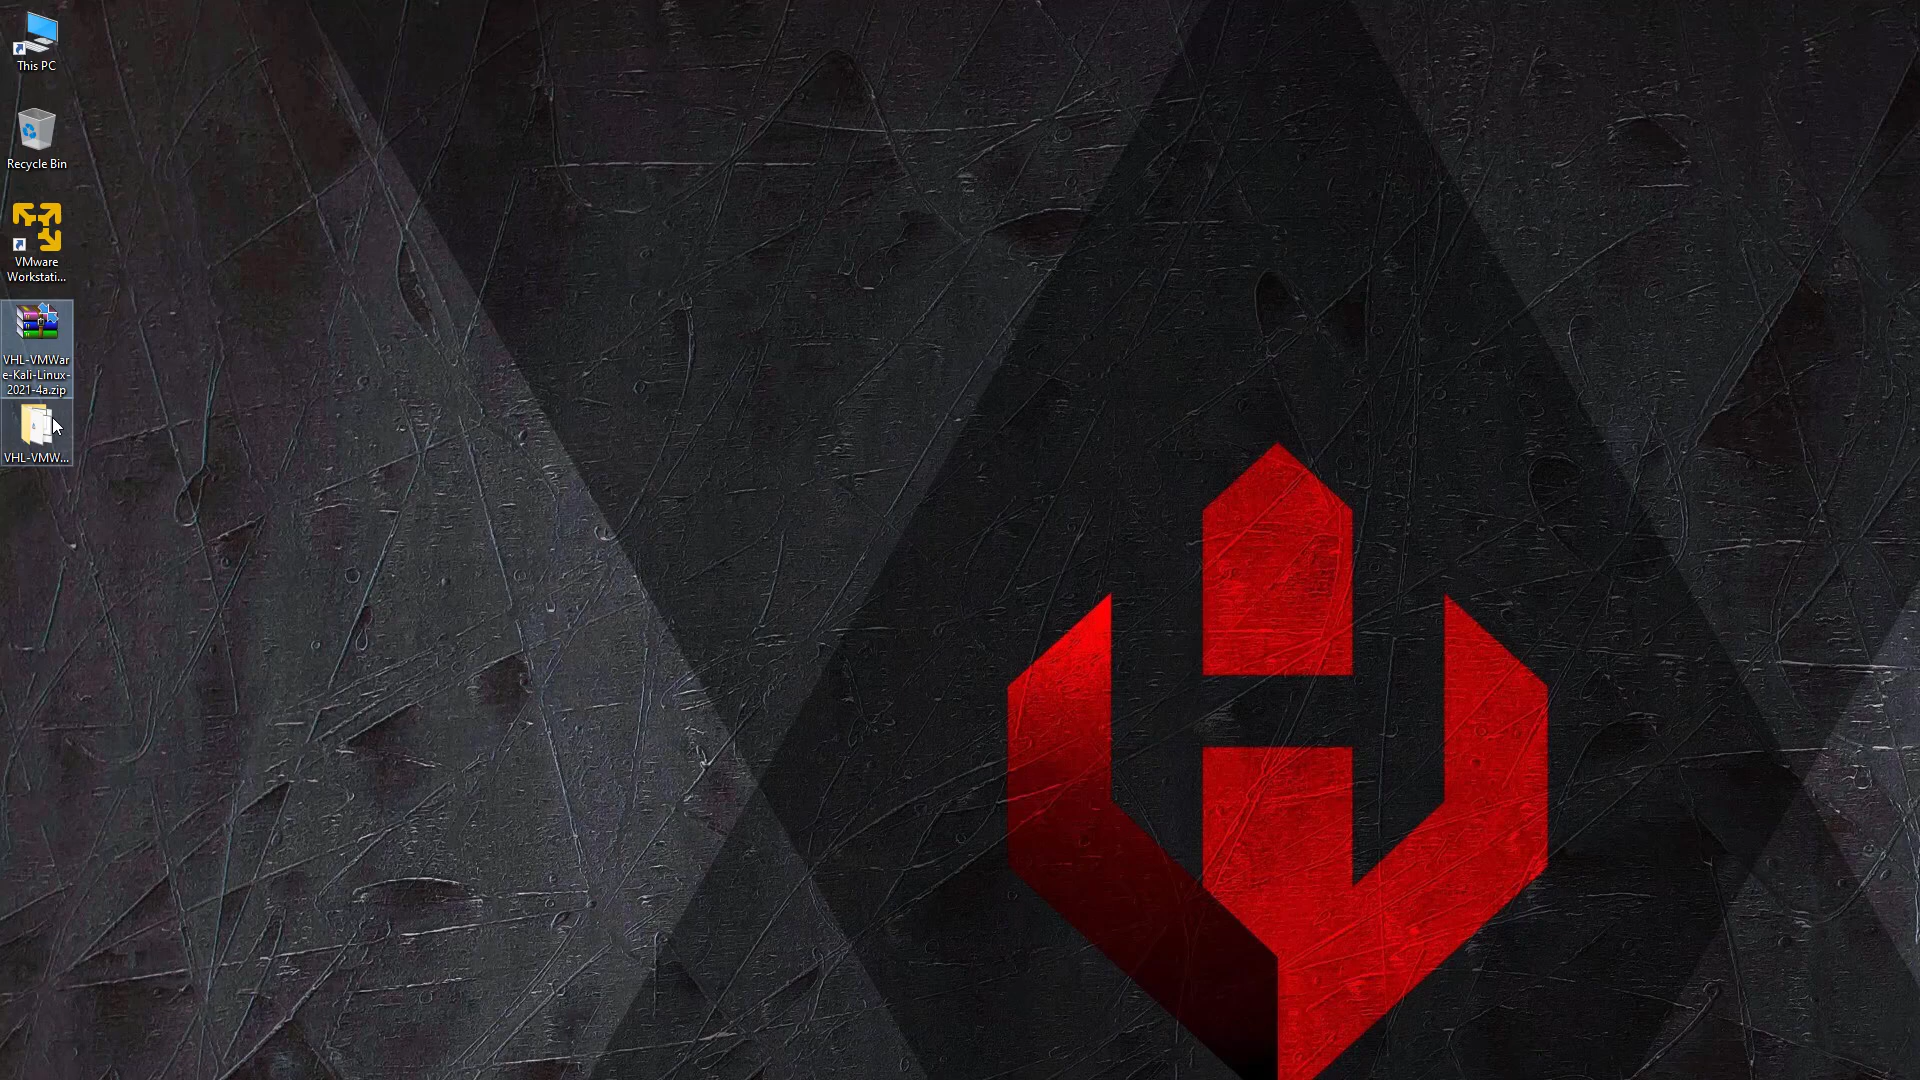 This PC
Recycle Bin
VMware
Workstati...
VHL-VMWar
e-Kali-Linux-
2021-4a.zip
VHL-VMW...